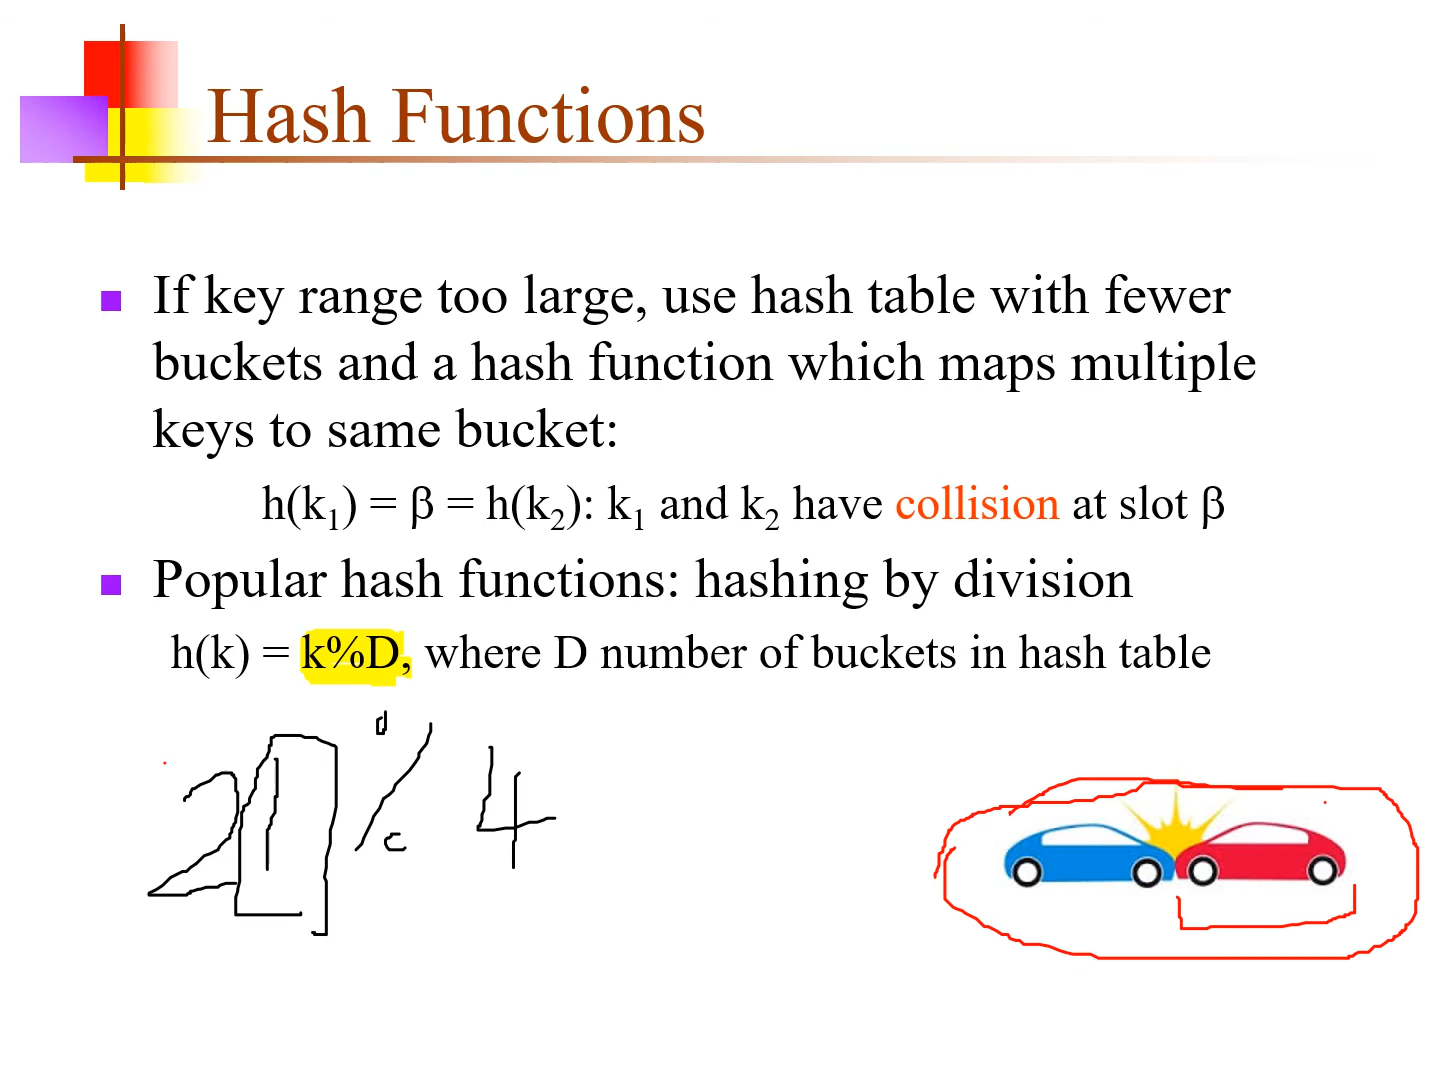 Hash Functions
If key range too large, use hash table with fewer
buckets and a hash function which maps multiple
keys to same bucket:
h(k₁) = β = h(k₂): k₁ and k₂ have collision at slot β
Popular hash functions: hashing by division
h(k) = k%D, where D number of buckets in hash table
21 % 4